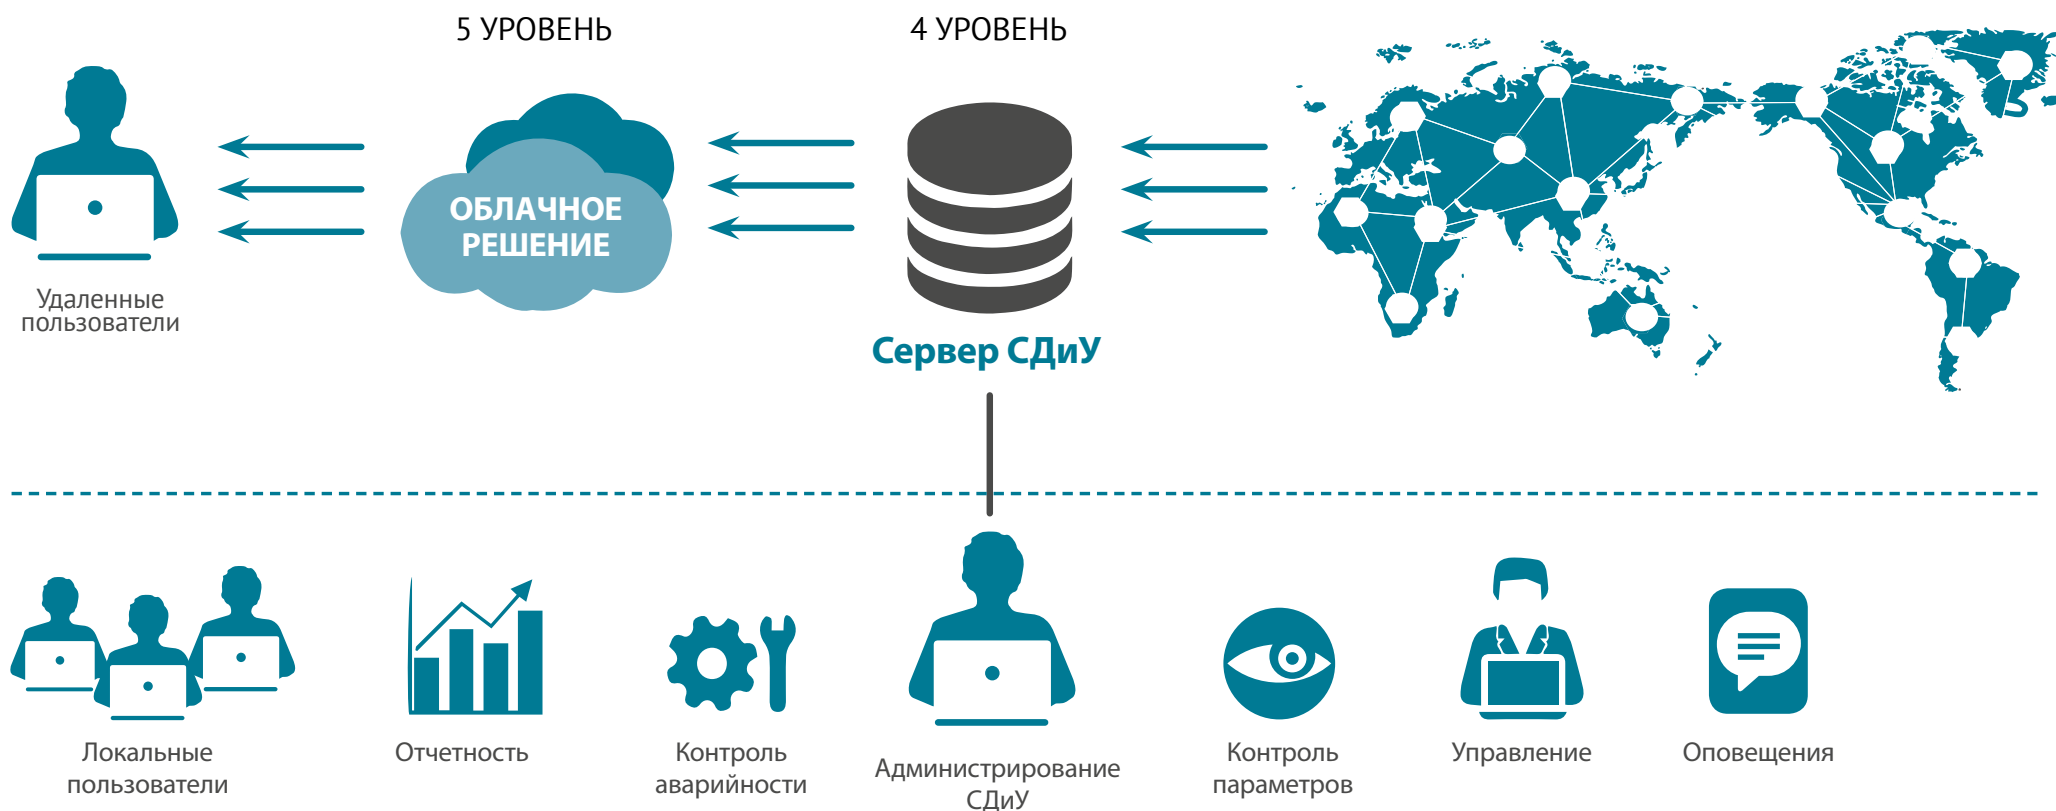 5 УРОВЕНЬ
4 УРОВЕНЬ
ОБЛАЧНОЕ
РЕШЕНИЕ
Удаленные
пользователи
Сервер СДиУ
Локальные
пользователи
Отчетность
Контроль
аварийности
Администрирование
СДиУ
Контроль
параметров
Управление
Оповещения